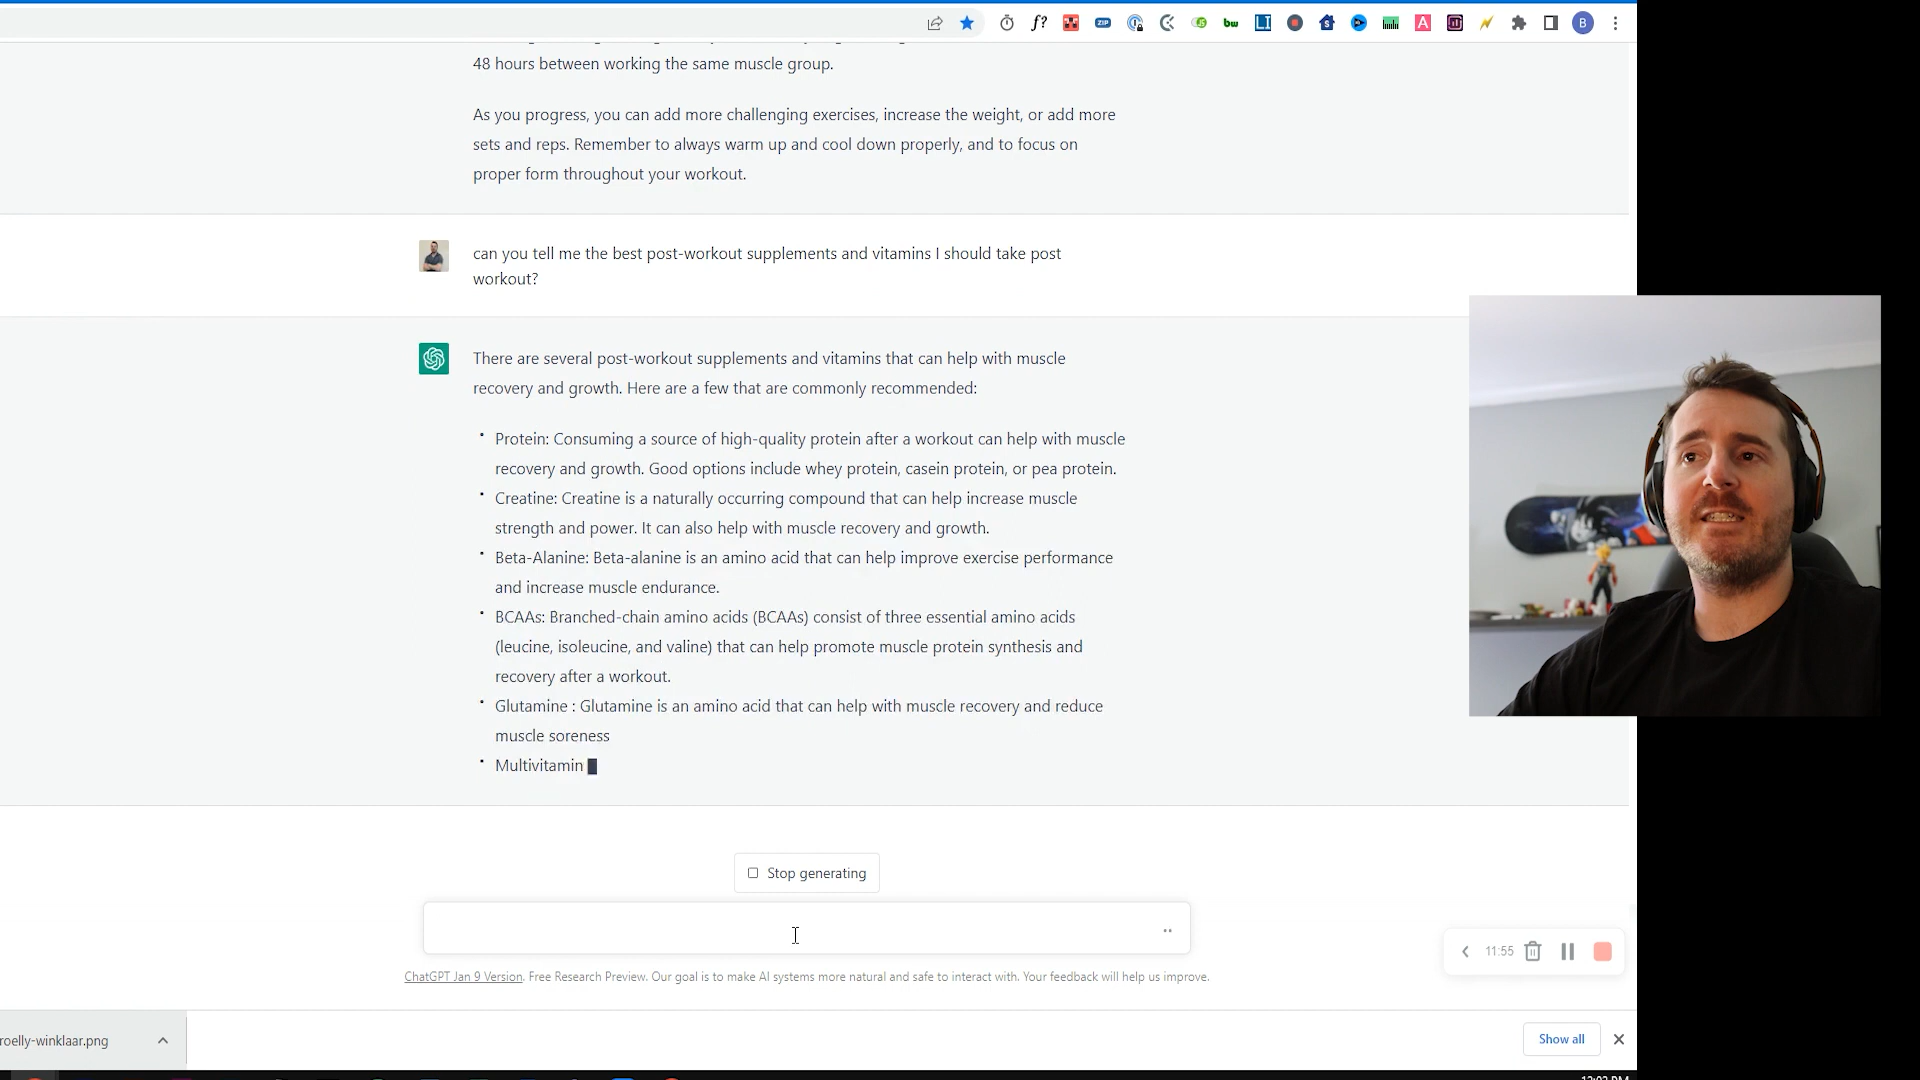 f?
ZIP
JS
bw
LI
S
A
B
48 hours between working the same muscle group.
As you progress, you can add more challenging exercises, increase the weight, or add more
sets and reps. Remember to always warm up and cool down properly, and to focus on
proper form throughout your workout.
can you tell me the best post-workout supplements and vitamins I should take post
workout?
There are several post-workout supplements and vitamins that can help with muscle
recovery and growth. Here are a few that are commonly recommended:
• Protein: Consuming a source of high-quality protein after a workout can help with muscle
recovery and growth. Good options include whey protein, casein protein, or pea protein.
• Creatine: Creatine is a naturally occurring compound that can help increase muscle
strength and power. It can also help with muscle recovery and growth.
• Beta-Alanine: Beta-alanine is an amino acid that can help improve exercise performance
and increase muscle endurance.
• BCAAs: Branched-chain amino acids (BCAAs) consist of three essential amino acids
(leucine, isoleucine, and valine) that can help promote muscle protein synthesis and
recovery after a workout.
• Glutamine : Glutamine is an amino acid that can help with muscle recovery and reduce
muscle soreness
• Multivitamin
Stop generating
11:55
ChatGPT Jan 9 Version. Free Research Preview. Our goal is to make AI systems more natural and safe to interact with. Your feedback will help us improve.
roelly-winklaar.png
Show all